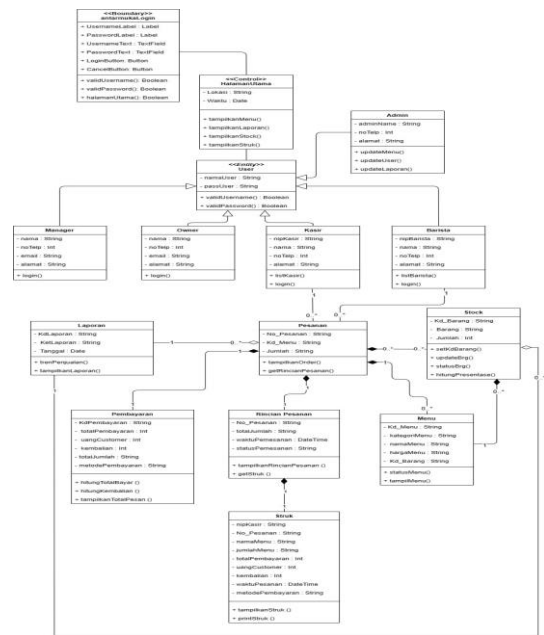 <<Boundary>>
antarmukaLogin
+ UsernameLabel : Label
+ PasswordLabel : Label
+ UsernameText : TextField
+ PasswordText : TextField
+ LoginButton : Button
+ CancelButton : Button
+ validUsername(): Boolean
+ validPassword(): Boolean
+ halamanUtama(): Boolean
<<Control>>
HalamanUtama
- Lokasi : String
- Waktu : Date
+ tampilkanMenu()
+ tampilkanLaporan()
+ tampilkanStock()
+ tampilkanStruk()
Admin
- adminNama : String
- noTelp : Int
- alamat : String
+ updateMenu()
+ updateUser()
+ updateLaporan()
<<Entity>>
User
- namaUser : String
- passUser : String
+ validUsername() : Boolean
+ validPassword() : Boolean
Manager
- nama : String
- noTelp : int
- email : String
- alamat : String
+ login()
Owner
- nama : String
- noTelp : int
- email : String
- alamat : String
+ login()
Kasir
- mpKasir : String
- nama : String
- noTelp : int
- alamat : String
+ listKasir()
+ login()
Barista
- mpBarista : String
- nama : String
- noTelp : int
- alamat : String
+ listBarista()
+ login()
Laporan
- KdLaporan : String
- KatLaporan : String
- Tanggal : Date
+ trenPenjualan()
+ tampilkanLaporan()
Pesanan
- No_Pesanan : String
- Kd_Menu : String
- Jumlah : String
+ tampilkanOrder()
+ getRincianPesanan()
Stock
- Kd_Barang : String
- Barang : String
- Jumlah : Int
+ setKdBarang()
+ updateBrg()
+ statusBrg()
+ hitungPresentase()
Pembayaran
- KdPembayaran : String
- totalPembayaran : Int
- uangCustomer : Int
- kembalian : Int
- totalJumlah : String
- metodePembayaran : String
+ hitungTotalBayar ()
+ hitungKembalian ()
+ tampilkanTotalPesan ()
Rincian Pesanan
- No_Pesanan : String
- totalJumlah : String
- waktuPemesanan : DateTime
- statusPemesanan : String
+ tampilkanRincianPesanan ()
+ getStruk ()
Menu
- Kd_Menu : String
- kategoriMenu : String
- namaMenu : String
- hargaMenu : String
- Kd_Barang : String
+ statusMenu()
+ tampilMenu()
Struk
- mpKasir : String
- No_Pesanan : String
- namaMenu : String
- jumlahMenu : String
- totalPembayaran : Int
- uangCustomer : Int
- kembalian : Int
- waktuPesanan : DateTime
- metodePembayaran : String
+ tampilkanStruk ()
+ printStruk ()